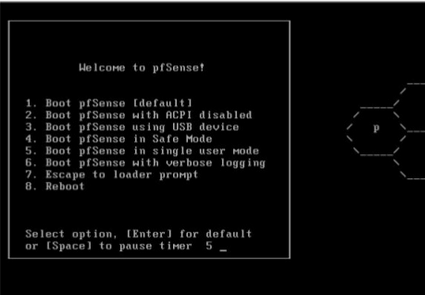 Welcome to pfSense!
1. Boot pfSense [default]
2. Boot pfSense with ACPI disabled
3. Boot pfSense using USB device
4. Boot pfSense in Safe Mode
5. Boot pfSense in single user mode
6. Boot pfSense with verbose logging
7. Escape to loader prompt
8. Reboot
Select option, [Enter] for default
or [Space] to pause timer 5 _
p